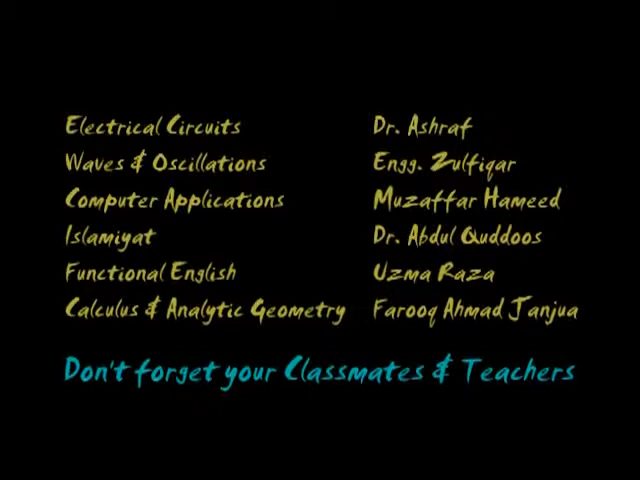 Electrical Circuits Dr. Ashraf
Waves & Oscillations Engg. Zulfiqar
Computer Applications Muzaffar Hameed
Islamiyat Dr. Abdul Quddoos
Functional English Uzma Raza
Calculus & Analytic Geometry Farooq Ahmad Janjua
Don't forget your Classmates & Teachers